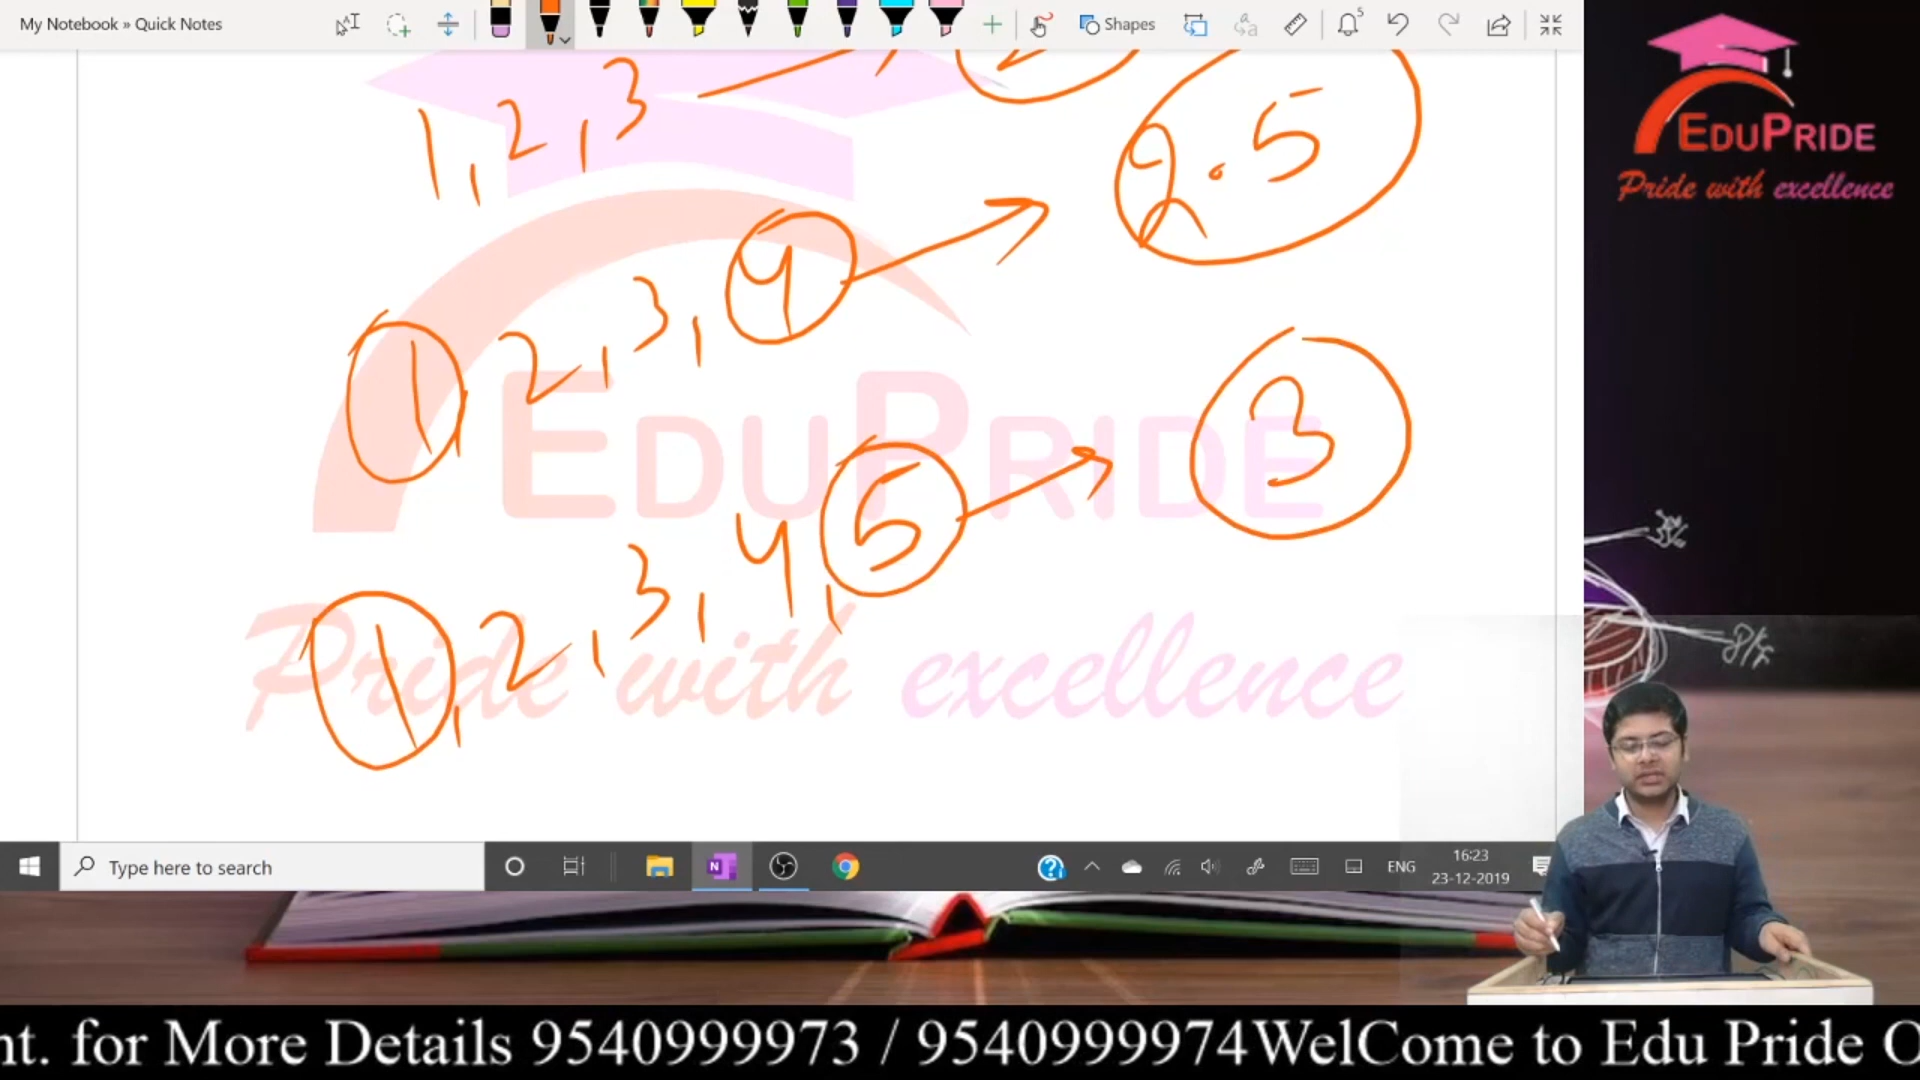 My Notebook » Quick Notes
Shapes
5
1, 2, 3
2.5
1, 2, 3, 4
3
1, 2, 3, 4, 5
EDUPRIDE
Pride with excellence
EDUPRIDE
Pride with excellence
Type here to search
ENG
16:23
23-12-2019
nt. for More Details 9540999973 / 9540999974WelCome to Edu Pride O